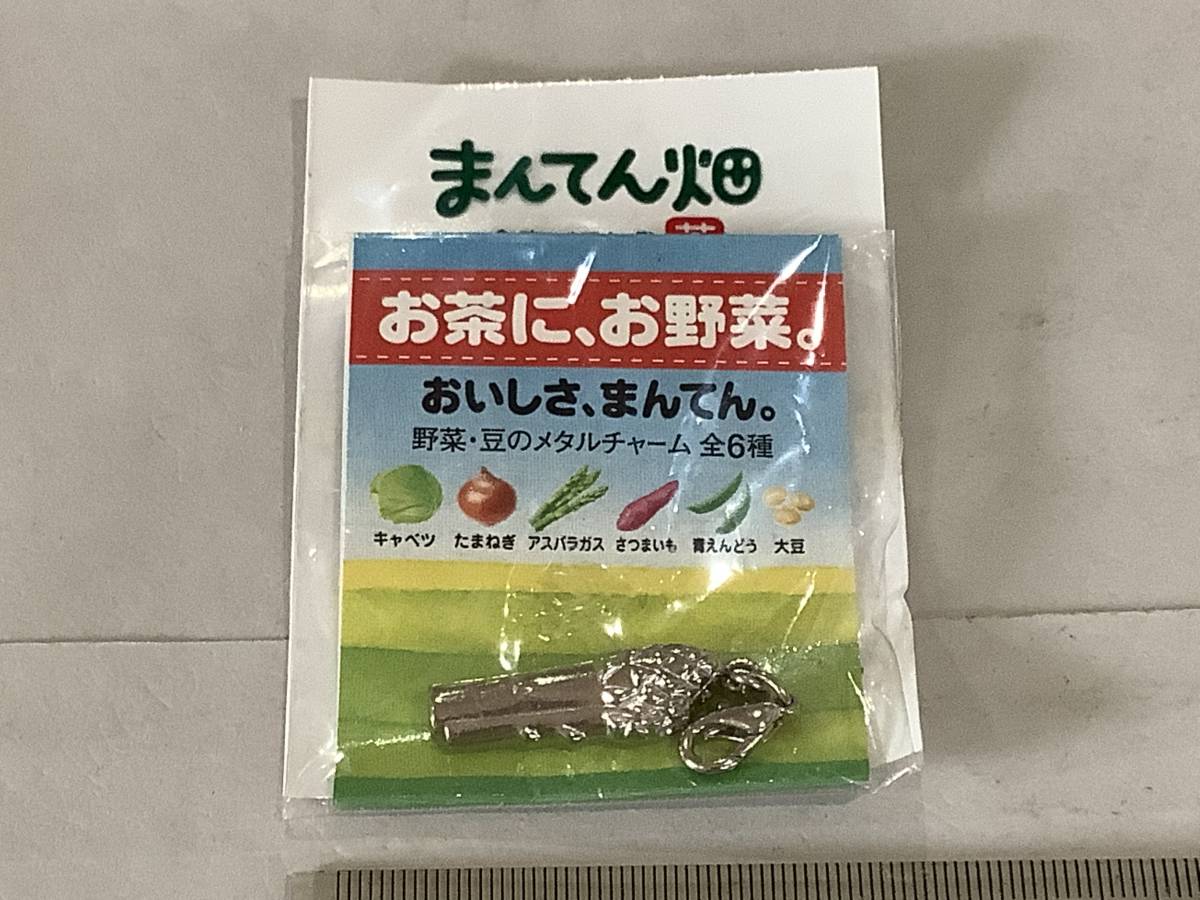 まんてん畑
お茶に、お野菜。
おいしさ、まんてん。
野菜・豆のメタルチャーム 全6種
キャベツ たまねぎ アスパラガス さつまいも 青えんどう 大豆